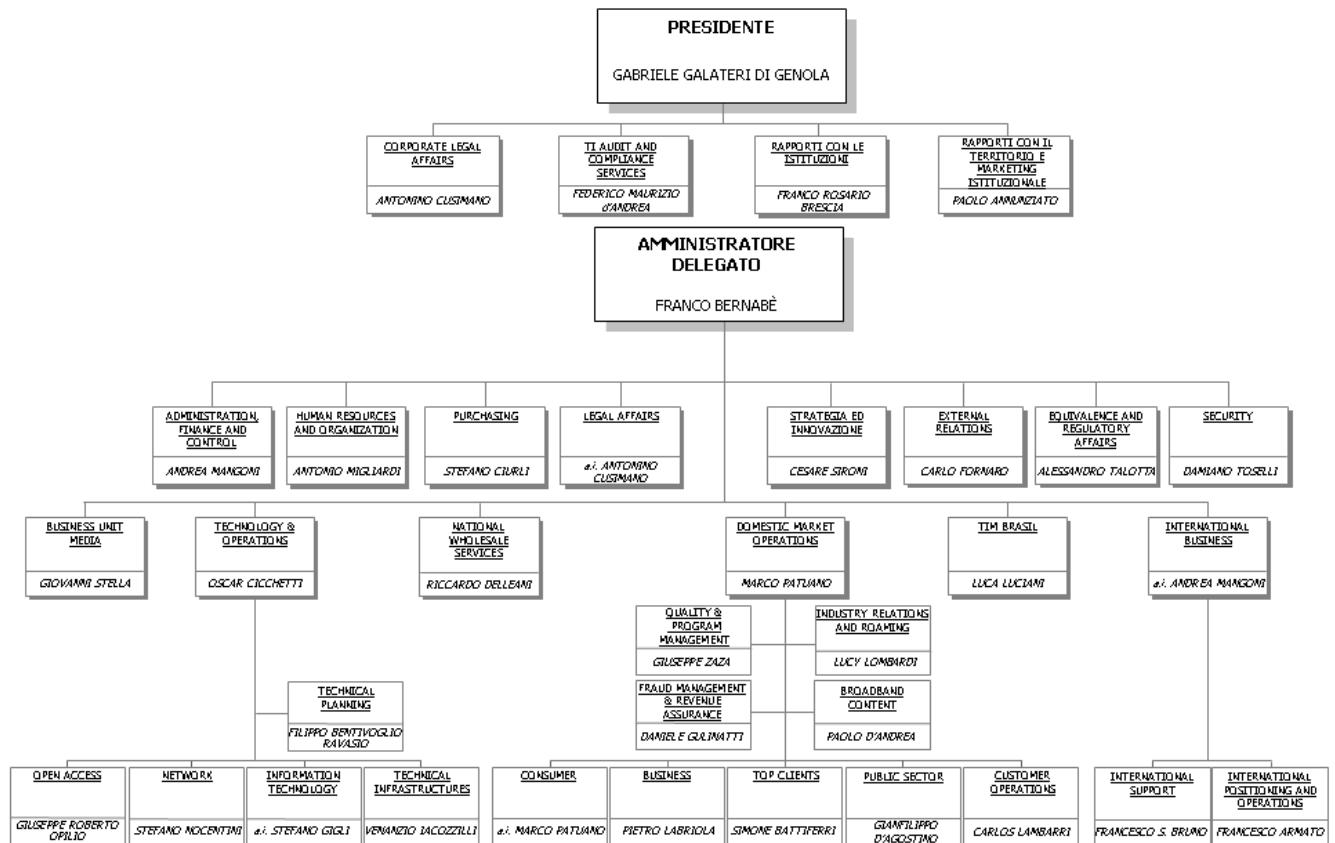 PRESIDENTE
GABRIELE GALATERI DI GENOLA
CORPORATE LEGAL
AFFAIRS
ANTONINO CUSIMANO
TI AUDIT AND
COMPLIANCE
SERVICES
FEDERICO MAURIZIO
d'ANDREA
RAPPORTI CON LE
ISTITUZIONI
FRANCO ROSARIO
BRESCIA
RAPPORTI CON IL
TERRITORIO E
MARKETING
ISTITUZIONALE
PAOLO ANNUNZIATO
AMMINISTRATORE
DELEGATO
FRANCO BERNABÈ
ADMINISTRATION,
FINANCE AND
CONTROL
ANDREA MANGONI
HUMAN RESOURCES
AND ORGANIZATION
ANTONIO MIGLIARDI
PURCHASING
STEFANO CIURLI
LEGAL AFFAIRS
a.i. ANTONINO
CUSIMANO
STRATEGIA ED
INNOVAZIONE
CESARE SIRONI
EXTERNAL
RELATIONS
CARLO FORNARO
EQUIVALENCE AND
REGULATORY
AFFAIRS
ALESSANDRO TALOTTA
SECURITY
DAMIANO TOSELLI
BUSINESS UNIT
MEDIA
GIOVANNI STELLA
TECHNOLOGY &
OPERATIONS
OSCAR CICCHETTI
NATIONAL
WHOLESALE
SERVICES
RICCARDO DELLEANI
DOMESTIC MARKET
OPERATIONS
MARCO PATUANO
TIM BRASIL
LUCA LUCIANI
INTERNATIONAL
BUSINESS
a.i. ANDREA MANGONI
QUALITY &
PROGRAM
MANAGEMENT
GIUSEPPE ZAZA
INDUSTRY RELATIONS
AND ROAMING
LUCY LOMBARDI
FRAUD MANAGEMENT
& REVENUE
ASSURANCE
DANIELE GULINATTI
BROADBAND
CONTENT
PAOLO D'ANDREA
TECHNICAL
PLANNING
FILIPPO BENTIVOGLIO
RAVASIO
OPEN ACCESS
GIUSEPPE ROBERTO
OPILIO
NETWORK
STEFANO NOCENTINI
INFORMATION
TECHNOLOGY
a.i. STEFANO GIGLI
TECHNICAL
INFRASTRUCTURES
VENANZIO IACOZZILLI
CONSUMER
a.i. MARCO PATUANO
BUSINESS
PIETRO LABRIOLA
TOP CLIENTS
SIMONE BATTIFERRI
PUBLIC SECTOR
GIANFILIPPO
D'AGOSTINO
CUSTOMER
OPERATIONS
CARLOS LAMBARRI
INTERNATIONAL
SUPPORT
FRANCESCO S. BRUNO
INTERNATIONAL
POSITIONING AND
OPERATIONS
FRANCESCO ARMATO